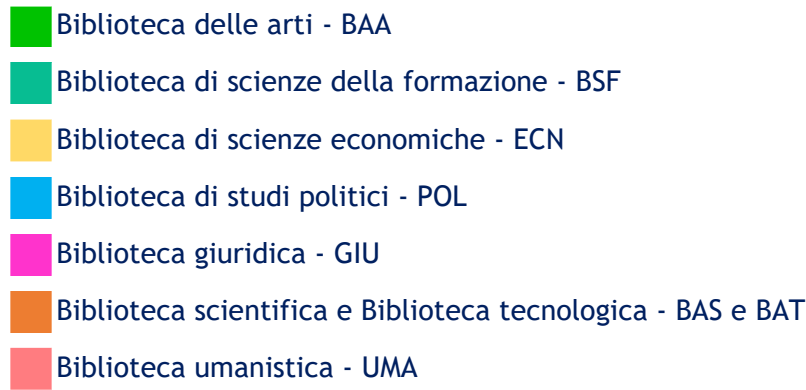 Biblioteca delle arti - BAA
Biblioteca di scienze della formazione - BSF
Biblioteca di scienze economiche - ECN
Biblioteca di studi politici - POL
Biblioteca giuridica - GIU
Biblioteca scientifica e Biblioteca tecnologica - BAS e BAT
Biblioteca umanistica - UMA